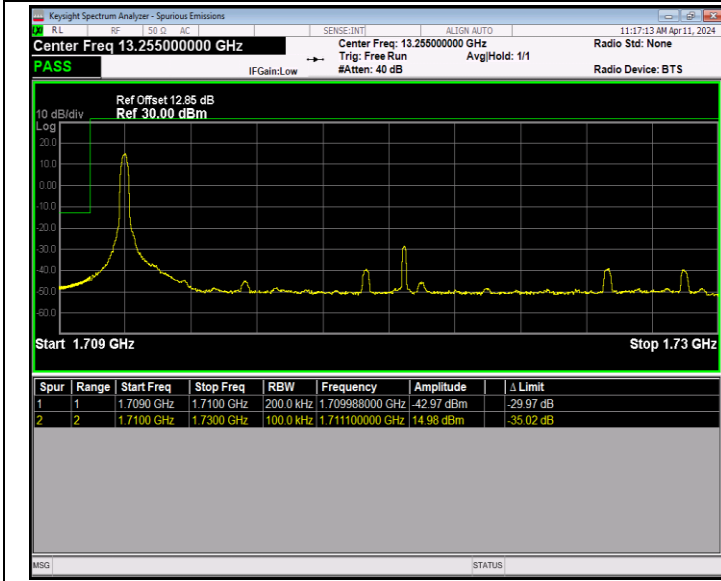 Keysight Spectrum Analyzer - Spurious Emissions
RL RF 50 Ω AC SENSE:INT ALIGN AUTO 11:17:13 AM Apr 11, 2024
Center Freq 13.255000000 GHz Center Freq: 13.255000000 GHz Radio Std: None
Trig: Free Run Avg|Hold: 1/1
PASS IFGain:Low #Atten: 40 dB Radio Device: BTS
Ref Offset 12.85 dB
10 dB/div Ref 30.00 dBm
Log
20.0
10.0
0.00
-10.0
-20.0
-30.0
-40.0
-50.0
-60.0
Start 1.709 GHz Stop 1.73 GHz
Spur Range Start Freq Stop Freq RBW Frequency Amplitude Δ Limit
1 1 1.7090 GHz 1.7100 GHz 200.0 kHz 1.709988000 GHz -42.97 dBm -29.97 dB
2 2 1.7100 GHz 1.7300 GHz 100.0 kHz 1.711100000 GHz 14.98 dBm -35.02 dB
MSG STATUS